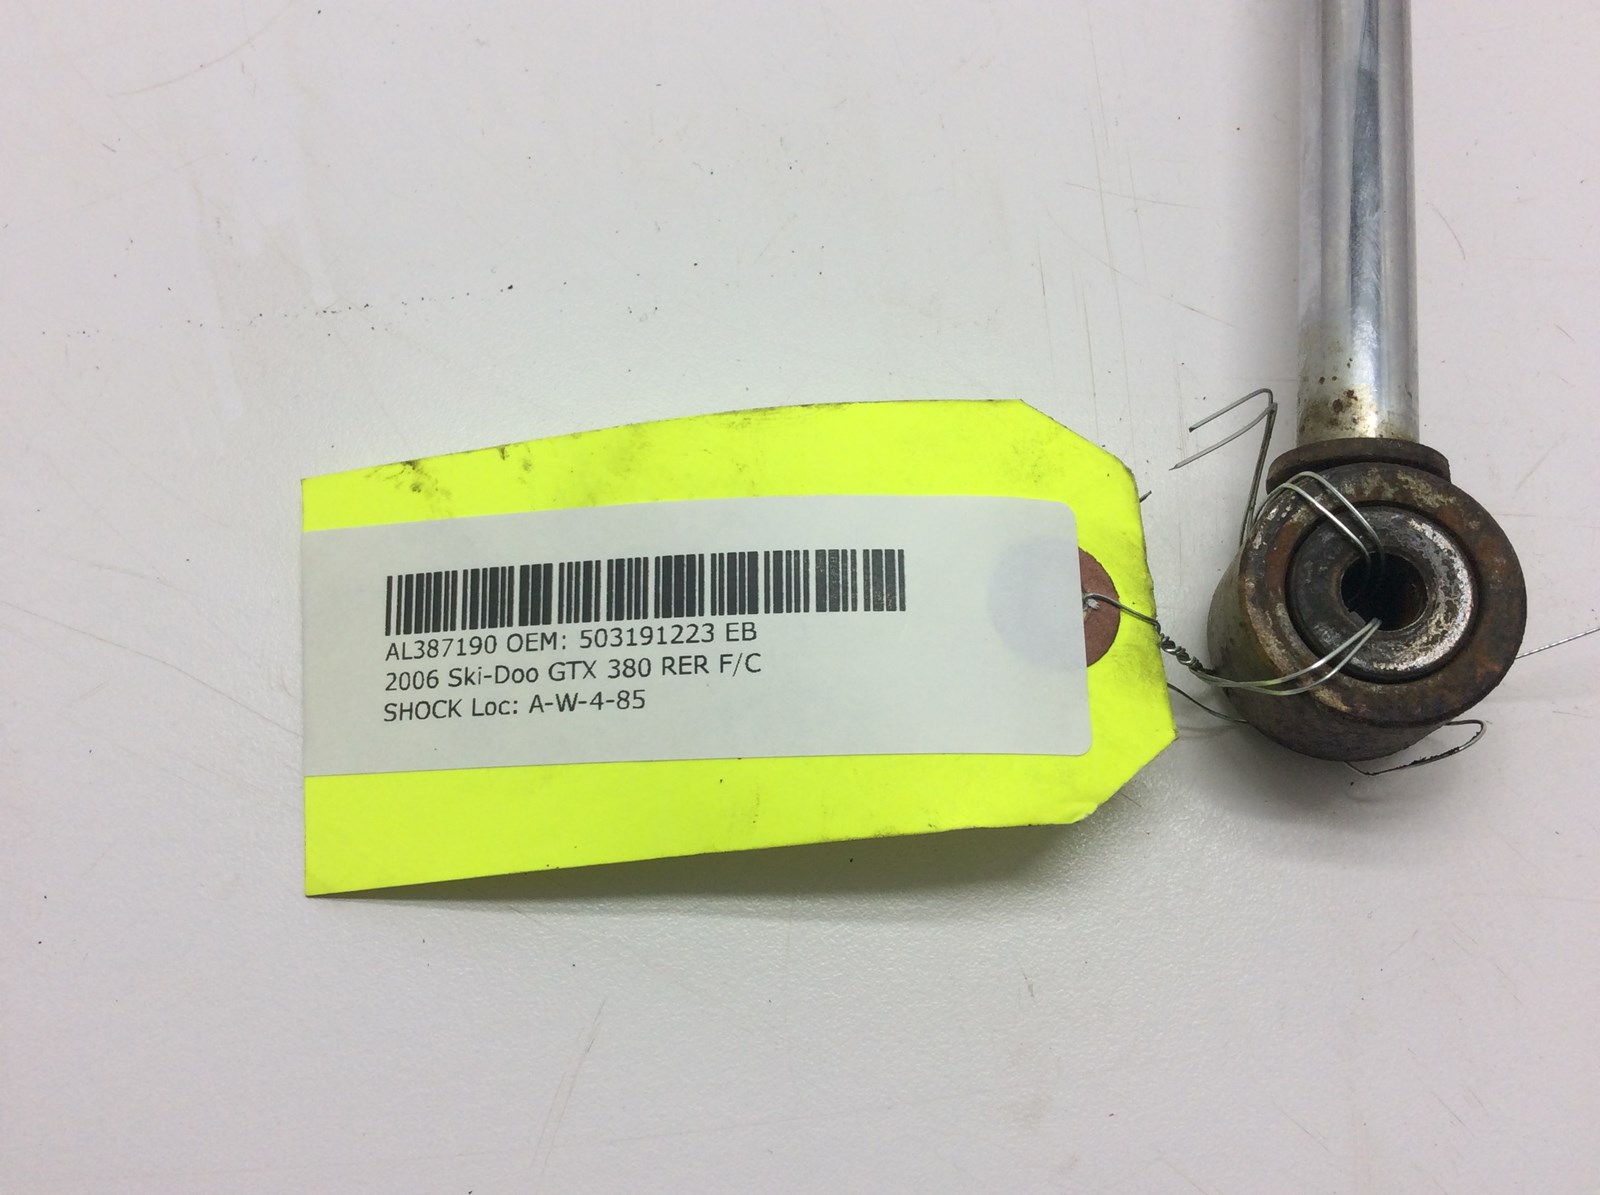 AL387190 OEM: 503191223 EB
2006 Ski-Doo GTX 380 RER F/C
SHOCK Loc: A-W-4-85